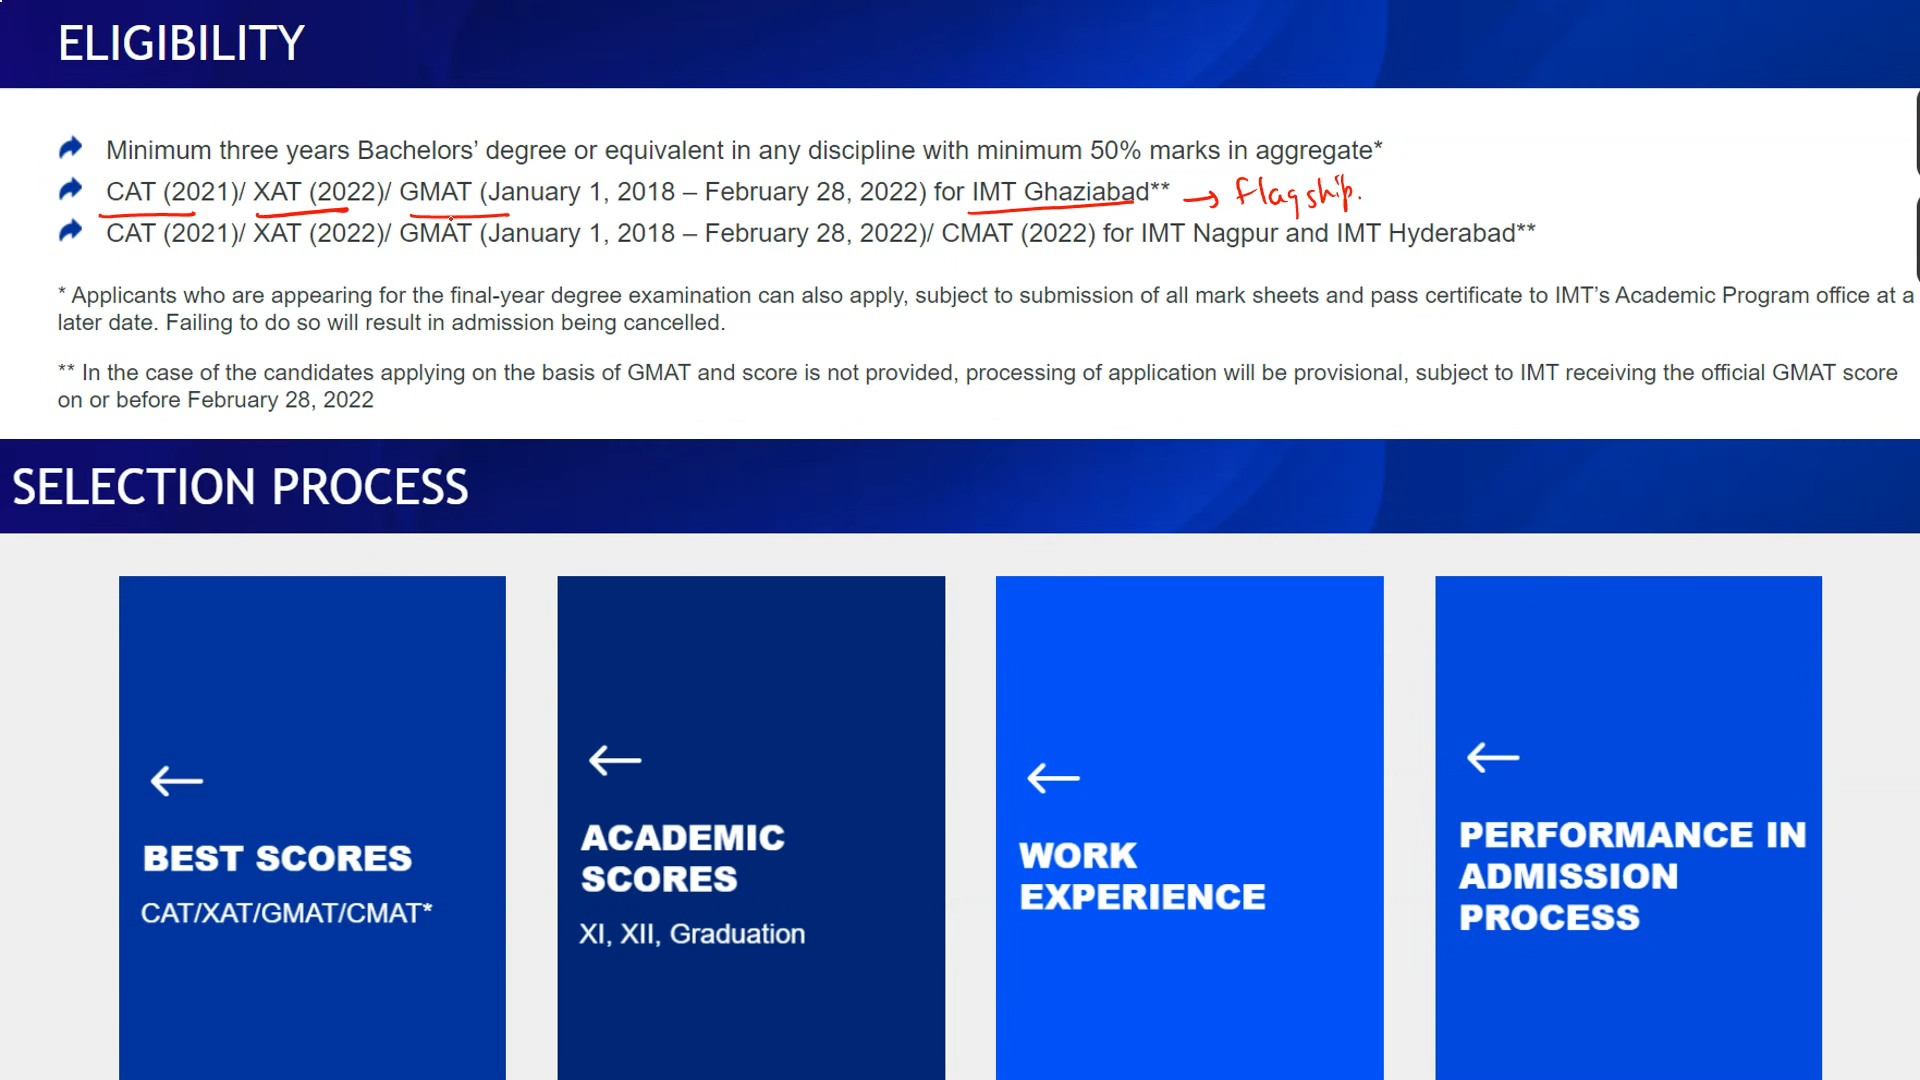 ELIGIBILITY
Minimum three years Bachelors’ degree or equivalent in any discipline with minimum 50% marks in aggregate*
CAT (2021)/ XAT (2022)/ GMAT (January 1, 2018 – February 28, 2022) for IMT Ghaziabad** → flagship.
CAT (2021)/ XAT (2022)/ GMAT (January 1, 2018 – February 28, 2022)/ CMAT (2022) for IMT Nagpur and IMT Hyderabad**
* Applicants who are appearing for the final-year degree examination can also apply, subject to submission of all mark sheets and pass certificate to IMT’s Academic Program office at a
later date. Failing to do so will result in admission being cancelled.
** In the case of the candidates applying on the basis of GMAT and score is not provided, processing of application will be provisional, subject to IMT receiving the official GMAT score
on or before February 28, 2022
SELECTION PROCESS
BEST SCORES
CAT/XAT/GMAT/CMAT*
ACADEMIC
SCORES
XI, XII, Graduation
WORK
EXPERIENCE
PERFORMANCE IN
ADMISSION
PROCESS